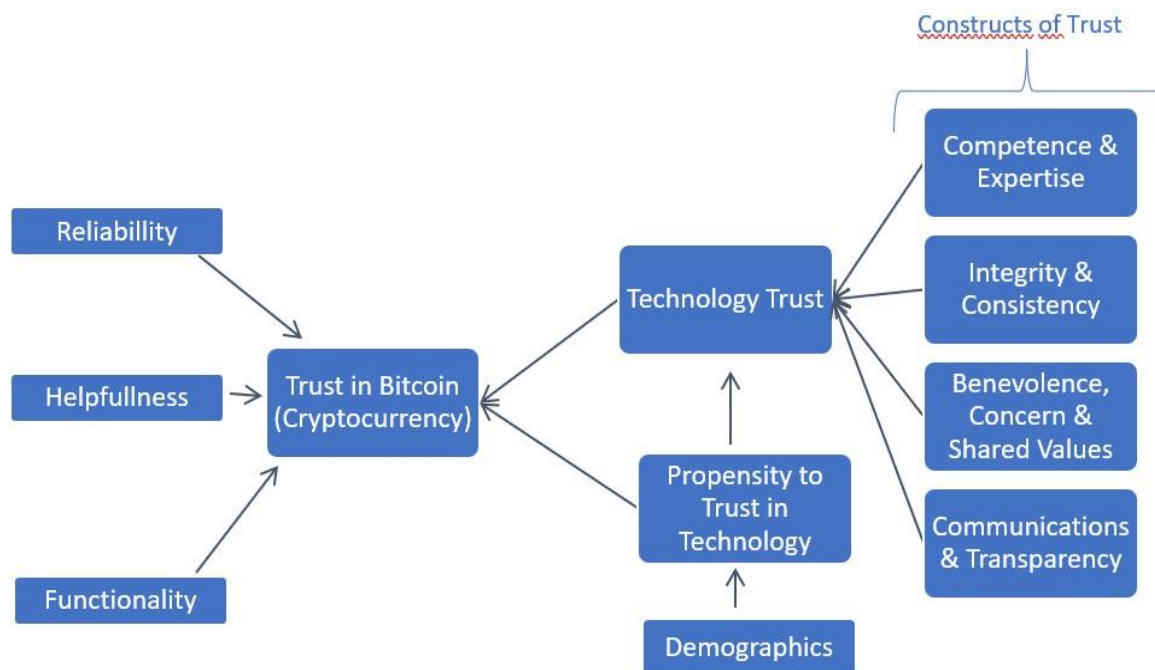 Constructs of Trust
Competence &
Expertise
Reliabillity
Technology Trust
Integrity &
Consistency
Helpfullness
Trust in Bitcoin
(Cryptocurrency)
Benevolence,
Concern &
Shared Values
Propensity to
Trust in
Technology
Communications
& Transparency
Functionality
Demographics